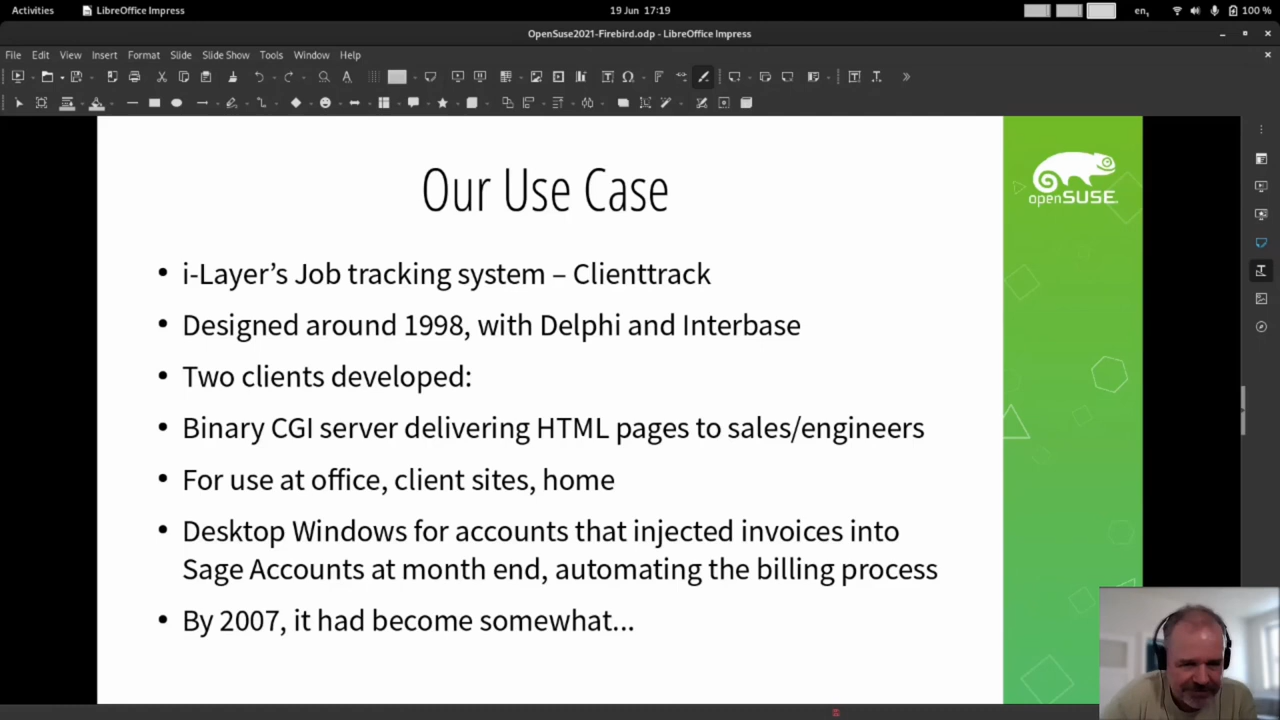 Activities LibreOffice Impress 19 Jun 17:19 en, 100 %
OpenSuse2021-Firebird.odp - LibreOffice Impress
File Edit View Insert Format Slide Slide Show Tools Window Help
Our Use Case
openSUSE
• i-Layer’s Job tracking system – Clienttrack
• Designed around 1998, with Delphi and Interbase
• Two clients developed:
• Binary CGI server delivering HTML pages to sales/engineers
• For use at office, client sites, home
• Desktop Windows for accounts that injected invoices into
Sage Accounts at month end, automating the billing process
• By 2007, it had become somewhat...